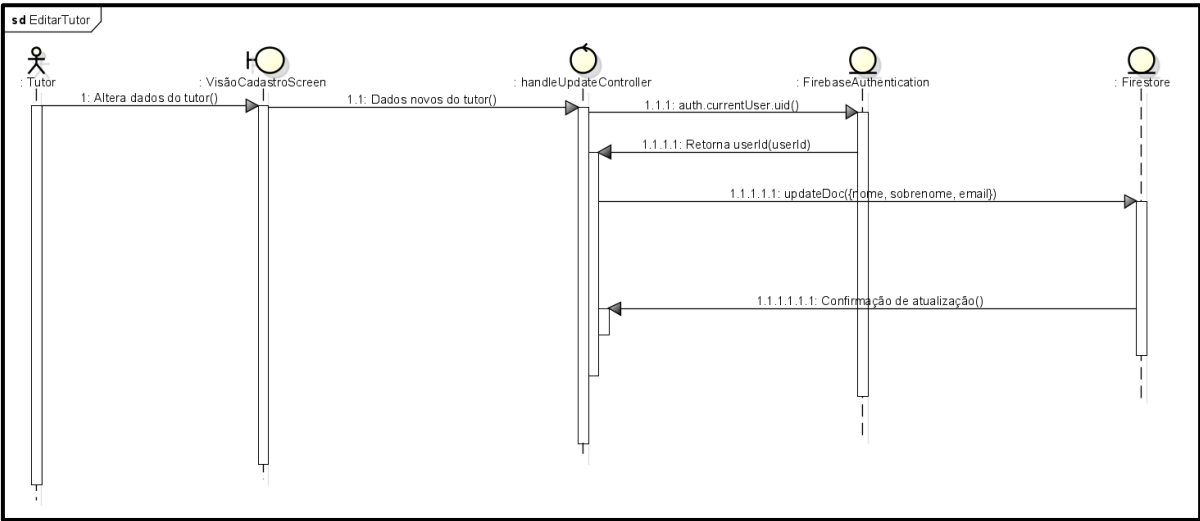 sd EditarTutor
: Tutor
: VisãoCadastroScreen
: handleUpdateController
: FirebaseAuthentication
: Firestore
1: Altera dados do tutor()
1.1: Dados novos do tutor()
1.1.1: auth.currentUser.uid()
1.1.1.1: Retorna userId(userId)
1.1.1.1.1: updateDoc({nome, sobrenome, email})
1.1.1.1.1.1: Confirmação de atualização()